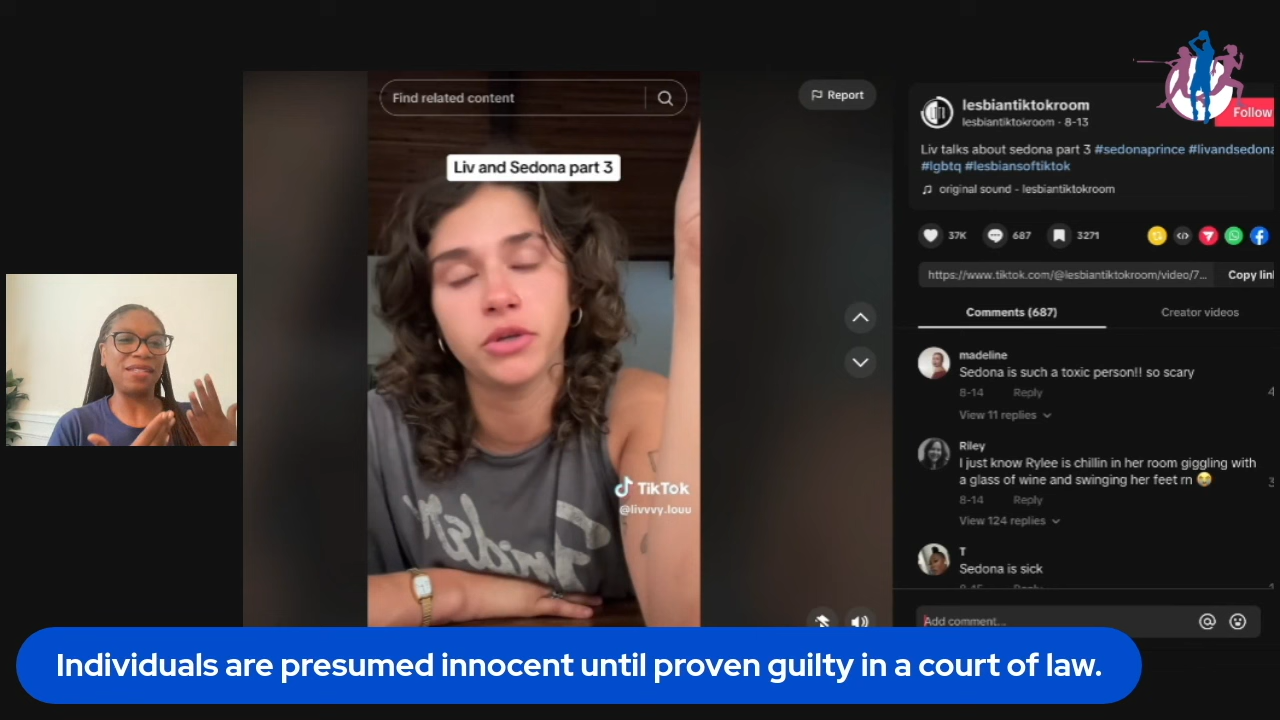 Find related content
Report
Liv and Sedona part 3
TikTok
@livvvy.louu
lesbiantiktokroom
lesbiantiktokroom · 8-13
Follow
Liv talks about sedona part 3 #sedonaprince #livandsedona
#lgbtq #lesbiansoftiktok
original sound - lesbiantiktokroom
37K
687
3271
https://www.tiktok.com/@lesbiantiktokroom/video/7...
Copy link
Comments (687)
Creator videos
madeline
Sedona is such a toxic person!! so scary
8-14 Reply
View 11 replies
Riley
I just know Rylee is chillin in her room giggling with
a glass of wine and swinging her feet rn 😭
8-14 Reply
View 124 replies
T
Sedona is sick
Add comment...
Individuals are presumed innocent until proven guilty in a court of law.